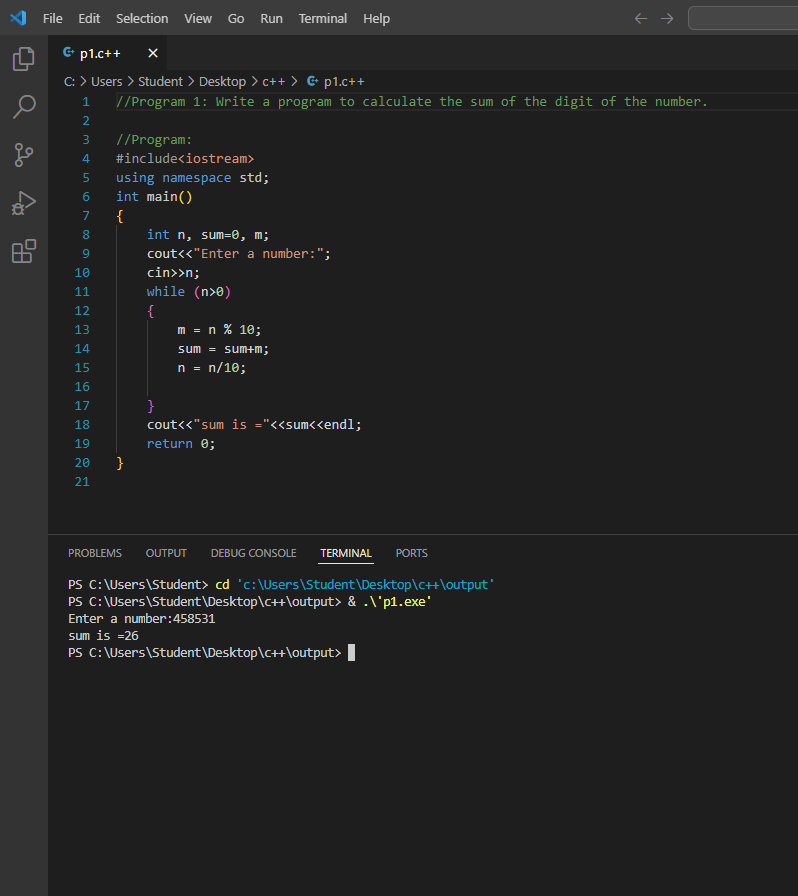 File Edit Selection View Go Run Terminal Help
p1.c++
C: > Users > Student > Desktop > c++ > p1.c++
1 //Program 1: Write a program to calculate the sum of the digit of the number.
2
3 //Program:
4 #include<iostream>
5 using namespace std;
6 int main()
7 {
8 int n, sum=0, m;
9 cout<<"Enter a number:";
10 cin>>n;
11 while (n>0)
12 {
13 m = n % 10;
14 sum = sum+m;
15 n = n/10;
16
17 }
18 cout<<"sum is ="<<sum<<endl;
19 return 0;
20 }
21
PROBLEMS OUTPUT DEBUG CONSOLE TERMINAL PORTS
PS C:\Users\Student> cd 'c:\Users\Student\Desktop\c++\output'
PS C:\Users\Student\Desktop\c++\output> & .\'p1.exe'
Enter a number:458531
sum is =26
PS C:\Users\Student\Desktop\c++\output>